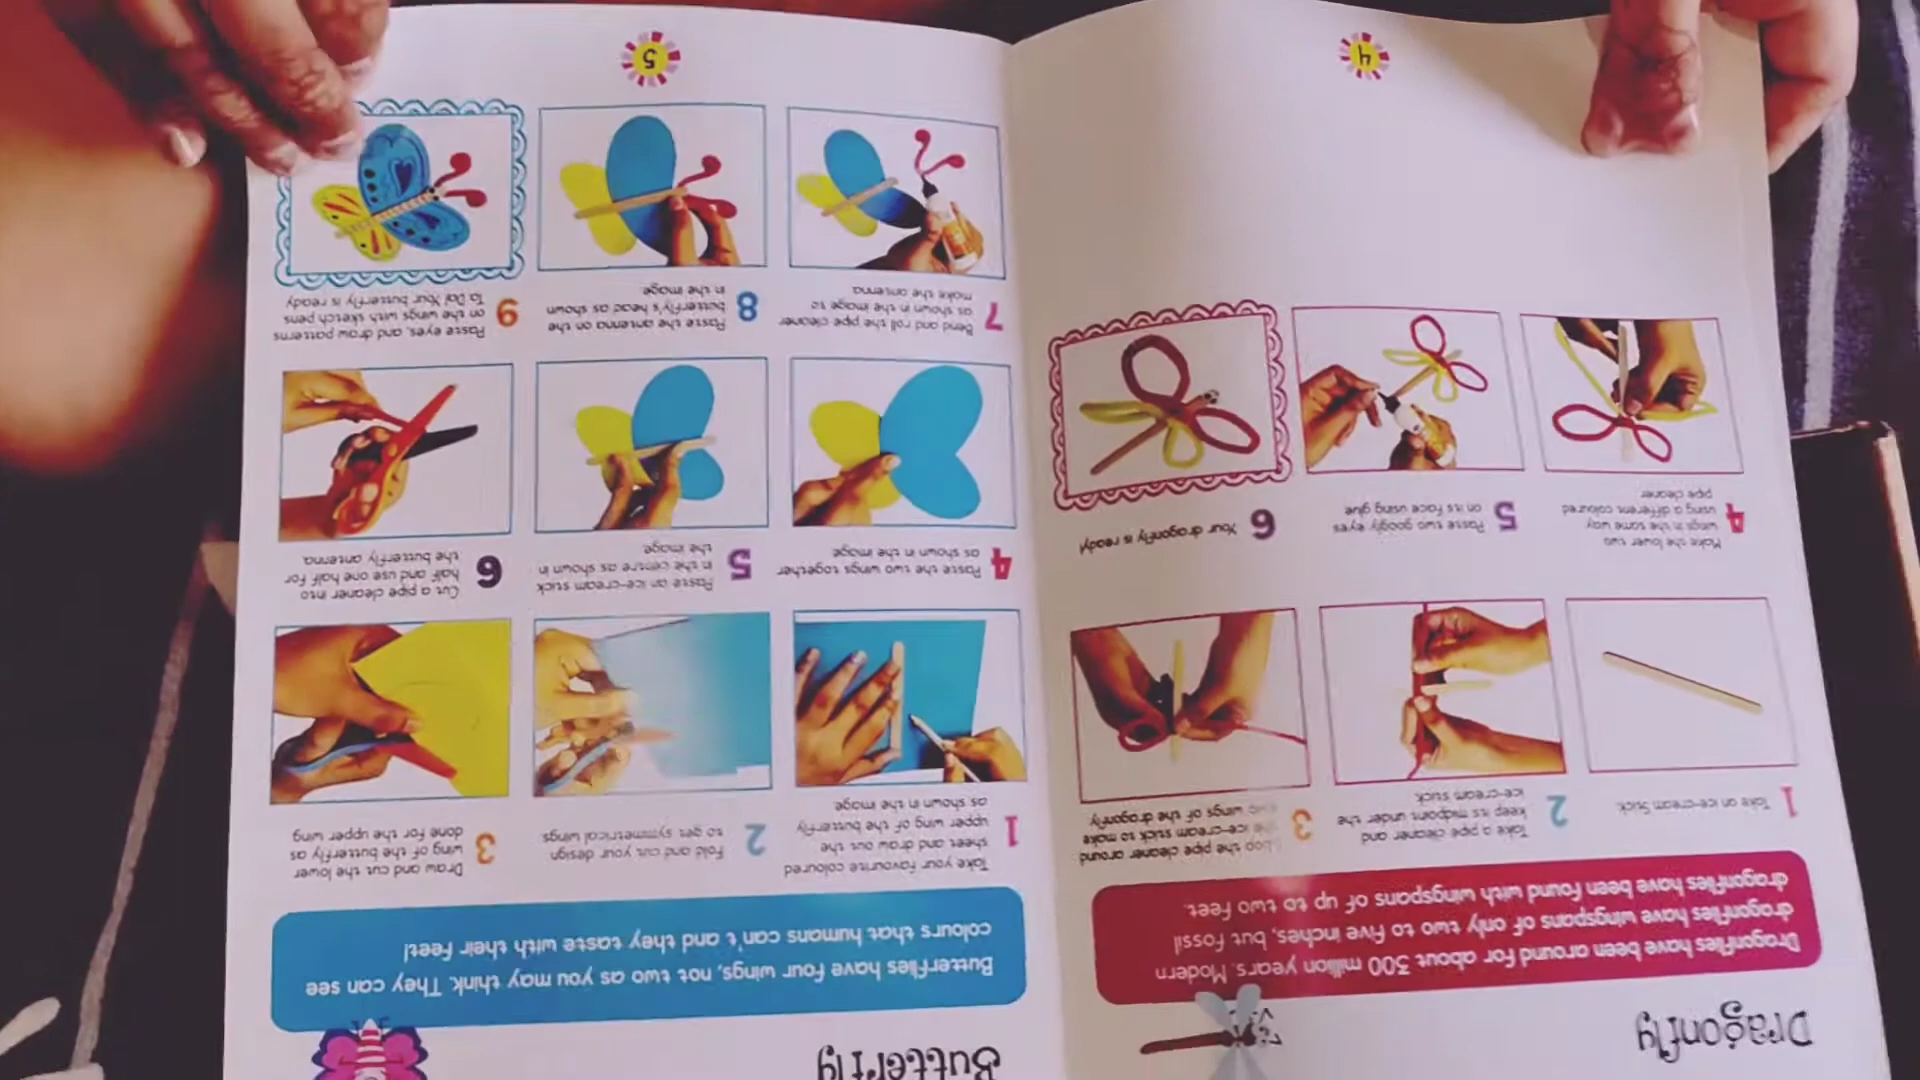 Dragonfly
Dragonflies have been around for about 300 million years. Modern
dragonflies have wingspans of only two to five inches, but fossil
dragonflies have been found with wingspans of up to two feet.
1
Take an ice-cream stick
2
Take a pipe cleaner and
keep its midpoint under the
ice-cream stick
3
the pipe cleaner around
ice-cream stick to make
wings of the dragonfly
4
Make the lower two
wings in the same way
using a different coloured
pipe cleaner
5
Paste two googly eyes
on its face using glue
6
Your dragonfly is ready!
4
Butterfly
Butterflies have four wings, not two as you may think. They can see
colours that humans can't and they taste with their feet!
1
Take your favourite coloured
sheet and draw out the
upper wing of the butterfly
as shown in the image.
2
Fold and cut your design
to get symmetrical wings
3
Draw and cut the lower
wing of the butterfly as
done for the upper wing
4
Paste the two wings together
as shown in the image
5
Paste an ice-cream stick
in the centre as shown in
the image
6
Cut a pipe cleaner into
half and use one half for
the butterfly antenna.
7
Bend and roll the pipe cleaner
as shown in the image to
make the antenna
8
Paste the antenna on the
butterfly's head as shown
in the image
9
Paste eyes, and draw patterns
on the wings with sketch pens
Ta Da! Your butterfly is ready
5